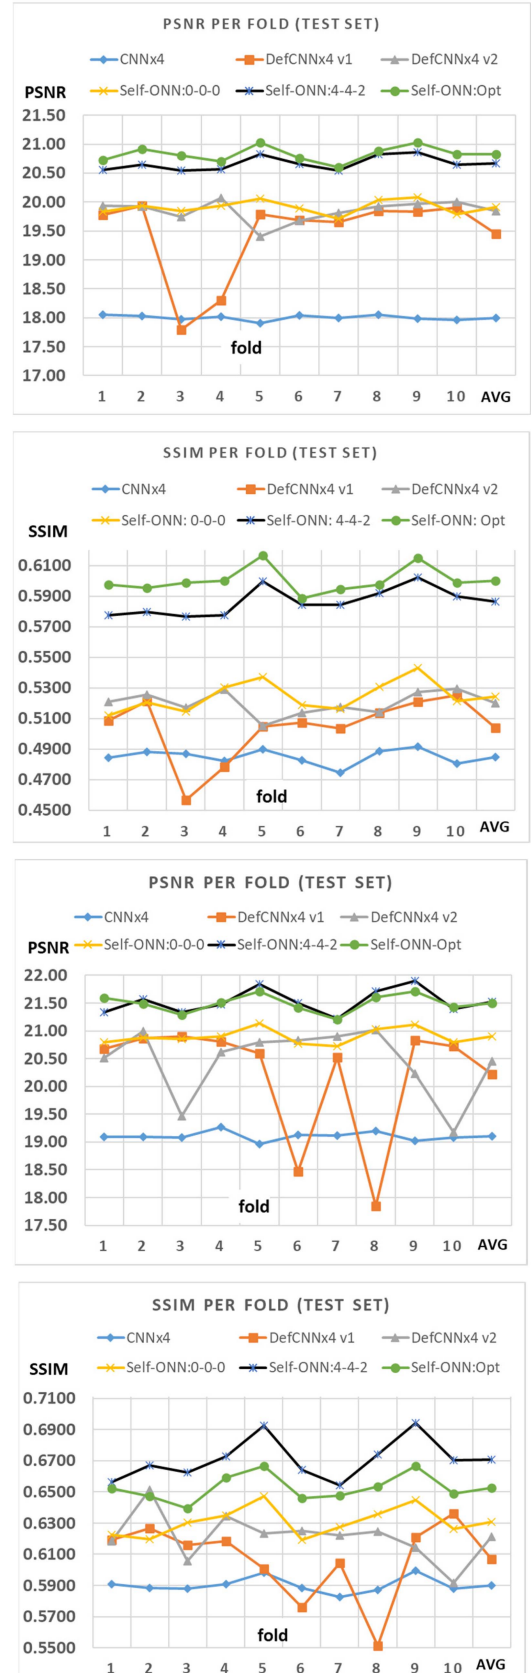 PSNR PER FOLD (TEST SET)
CNNx4 DefCNNx4 v1 DefCNNx4 v2
PSNR Self-ONN:0-0-0 Self-ONN:4-4-2 Self-ONN:Opt
21.50
21.00
20.50
20.00
19.50
19.00
18.50
18.00
17.50 fold
17.00
1 2 3 4 5 6 7 8 9 10 AVG
SSIM PER FOLD (TEST SET)
CNNx4 DefCNNx4 v1 DefCNNx4 v2
Self-ONN: 0-0-0 Self-ONN: 4-4-2 Self-ONN: Opt
SSIM
0.6100
0.5900
0.5700
0.5500
0.5300
0.5100
0.4900
0.4700
fold
0.4500
1 2 3 4 5 6 7 8 9 10 AVG
PSNR PER FOLD (TEST SET)
CNNx4 DefCNNx4 v1 DefCNNx4 v2
PSNR Self-ONN:0-0-0 Self-ONN:4-4-2 Self-ONN-Opt
22.00
21.50
21.00
20.50
20.00
19.50
19.00
18.50
18.00 fold
17.50
1 2 3 4 5 6 7 8 9 10 AVG
SSIM PER FOLD (TEST SET)
CNNx4 DefCNNx4 v1 DefCNNx4 v2
SSIM Self-ONN:0-0-0 Self-ONN:4-4-2 Self-ONN:Opt
0.7100
0.6900
0.6700
0.6500
0.6300
0.6100
0.5900
0.5700
fold
0.5500
1 2 3 4 5 6 7 8 9 10 AVG